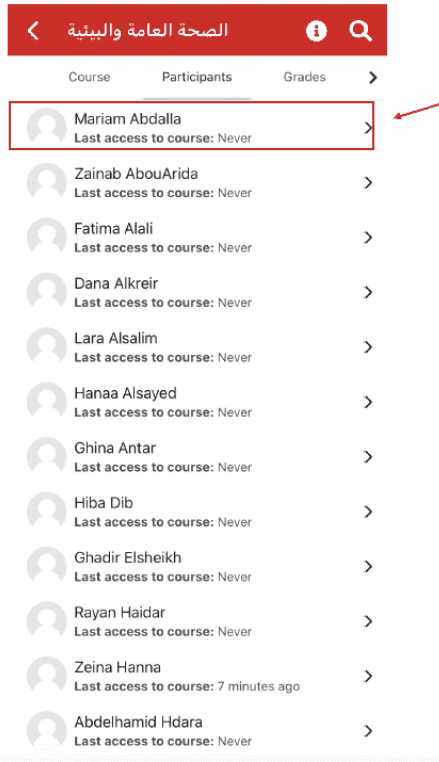 الصحة العامة والبيئية
Course Participants Grades
Mariam Abdalla
Last access to course: Never
Zainab AbouArida
Last access to course: Never
Fatima Alali
Last access to course: Never
Dana Alkreir
Last access to course: Never
Lara Alsalim
Last access to course: Never
Hanaa Alsayed
Last access to course: Never
Ghina Antar
Last access to course: Never
Hiba Dib
Last access to course: Never
Ghadir Elsheikh
Last access to course: Never
Rayan Haidar
Last access to course: Never
Zeina Hanna
Last access to course: 7 minutes ago
Abdelhamid Hdara
Last access to course: Never